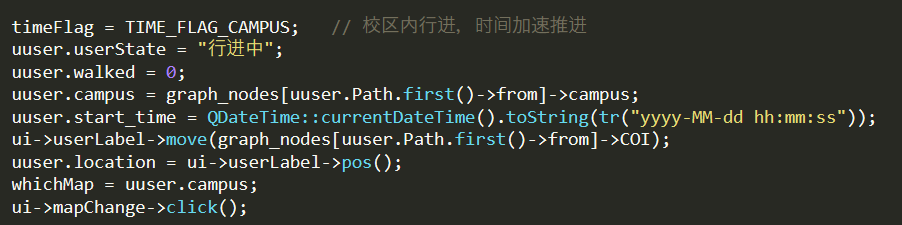 timeFlag = TIME_FLAG_CAMPUS;   // 校区内行进，时间加速推进
uuser.userState = "行进中";
uuser.walked = 0;
uuser.campus = graph_nodes[uuser.Path.first()->from]->campus;
uuser.start_time = QDateTime::currentDateTime().toString(tr("yyyy-MM-dd hh:mm:ss"));
ui->userLabel->move(graph_nodes[uuser.Path.first()->from]->COI);
uuser.location = ui->userLabel->pos();
whichMap = uuser.campus;
ui->mapChange->click();